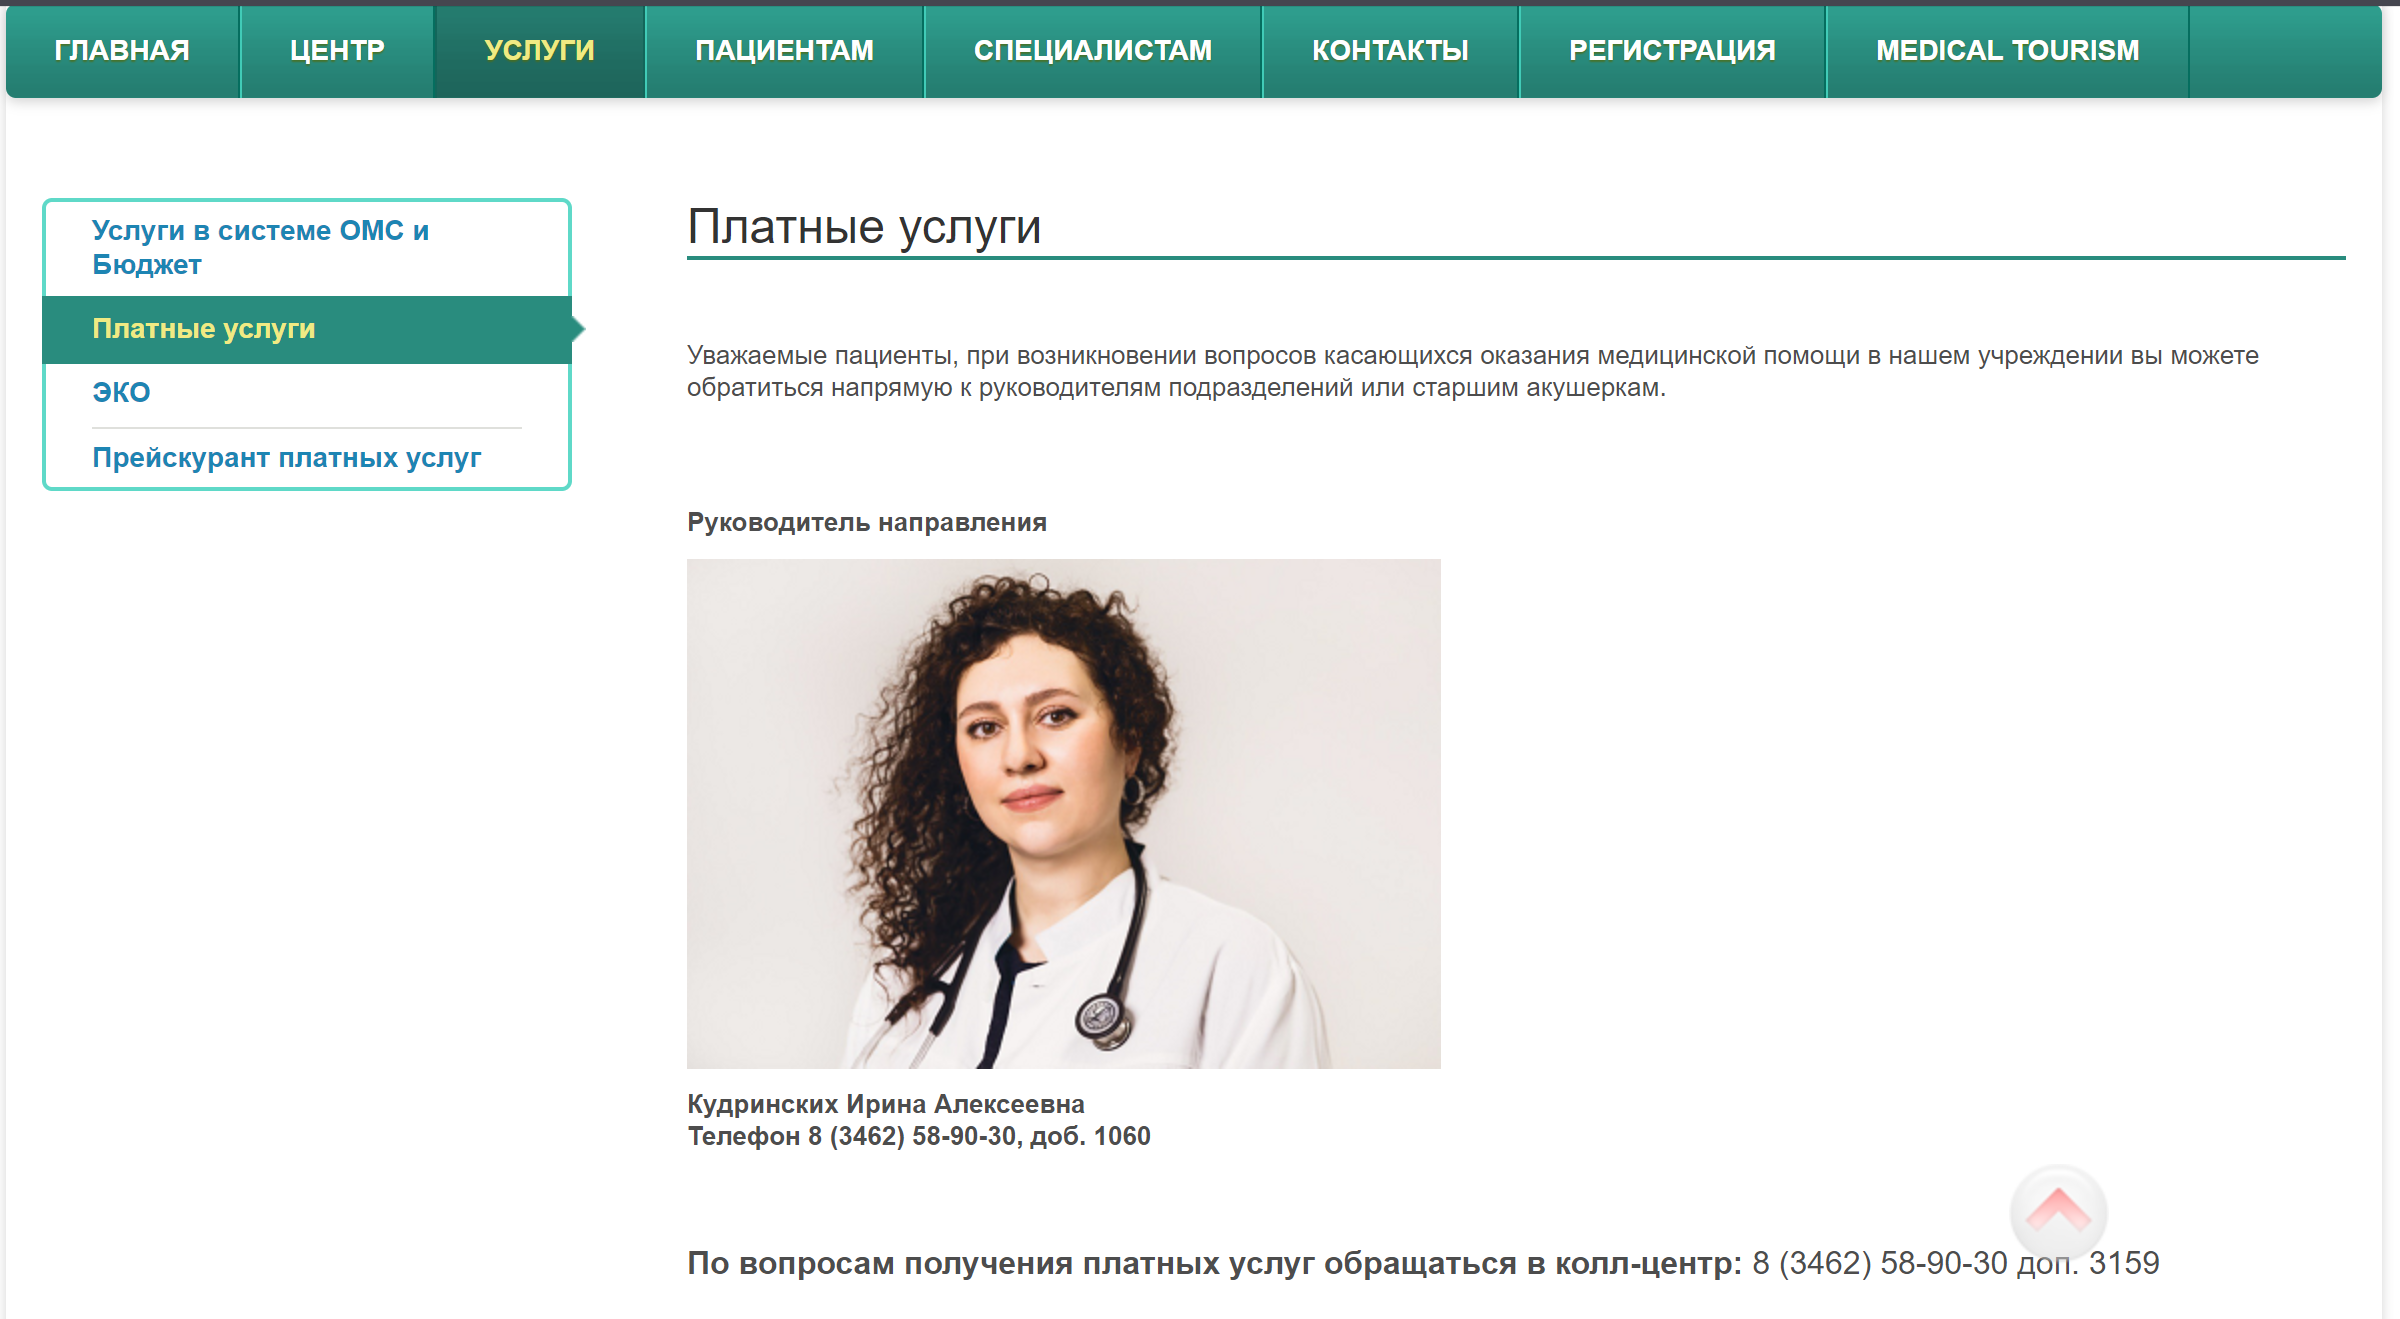 ГЛАВНАЯ ЦЕНТР УСЛУГИ ПАЦИЕНТАМ СПЕЦИАЛИСТАМ КОНТАКТЫ РЕГИСТРАЦИЯ MEDICAL TOURISM
Услуги в системе ОМС и
Бюджет
Платные услуги
ЭКО
Прейскурант платных услуг
Платные услуги
Уважаемые пациенты, при возникновении вопросов касающихся оказания медицинской помощи в нашем учреждении вы можете
обратиться напрямую к руководителям подразделений или старшим акушеркам.
Руководитель направления
Кудринских Ирина Алексеевна
Телефон 8 (3462) 58-90-30, доб. 1060
По вопросам получения платных услуг обращаться в колл-центр: 8 (3462) 58-90-30 доп. 3159